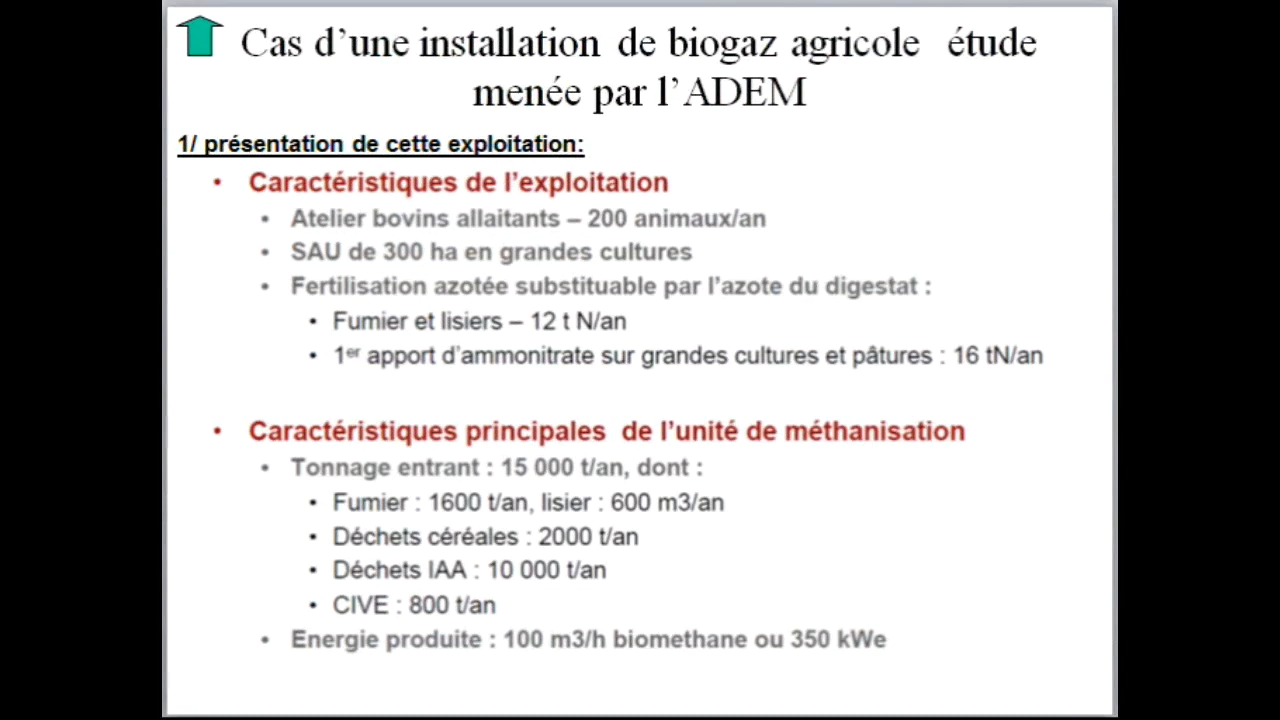 Cas d’une installation de biogaz agricole étude
menée par l’ADEM
1/ présentation de cette exploitation:
• Caractéristiques de l’exploitation
• Atelier bovins allaitants – 200 animaux/an
• SAU de 300 ha en grandes cultures
• Fertilisation azotée substituable par l’azote du digestat :
• Fumier et lisiers – 12 t N/an
• 1er apport d’ammonitrate sur grandes cultures et pâtures : 16 tN/an
• Caractéristiques principales de l’unité de méthanisation
• Tonnage entrant : 15 000 t/an, dont :
• Fumier : 1600 t/an, lisier : 600 m3/an
• Déchets céréales : 2000 t/an
• Déchets IAA : 10 000 t/an
• CIVE : 800 t/an
• Energie produite : 100 m3/h biomethane ou 350 kWe